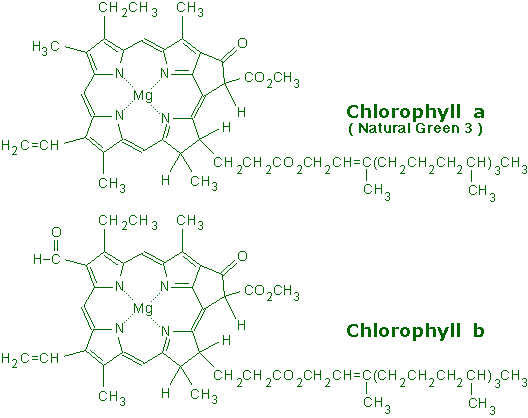 CH₂CH₃ CH₃
H₃C O
N N CO₂CH₃
Mg
H
N N
H
Chlorophyll a
( Natural Green 3 )
H₂C=CH
CH₂CH₂CO₂CH₂CH=C(CH₂CH₂CH₂CH)₃CH₃
CH₃ H CH₃ CH₃ CH₃
O CH₂CH₃ CH₃
H-C O
N N CO₂CH₃
Mg
H
N N
H
Chlorophyll b
H₂C=CH
CH₂CH₂CO₂CH₂CH=C(CH₂CH₂CH₂CH)₃CH₃
CH₃ H CH₃ CH₃ CH₃